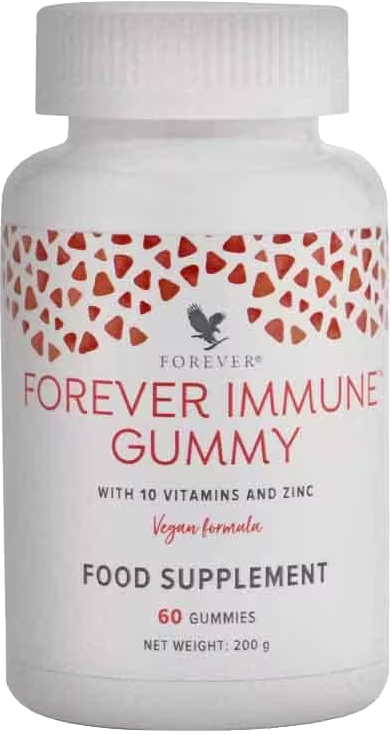 FOREVER®
FOREVER IMMUNE™
GUMMY
WITH 10 VITAMINS AND ZINC
Vegan formula
FOOD SUPPLEMENT
60 GUMMIES
NET WEIGHT: 200 g